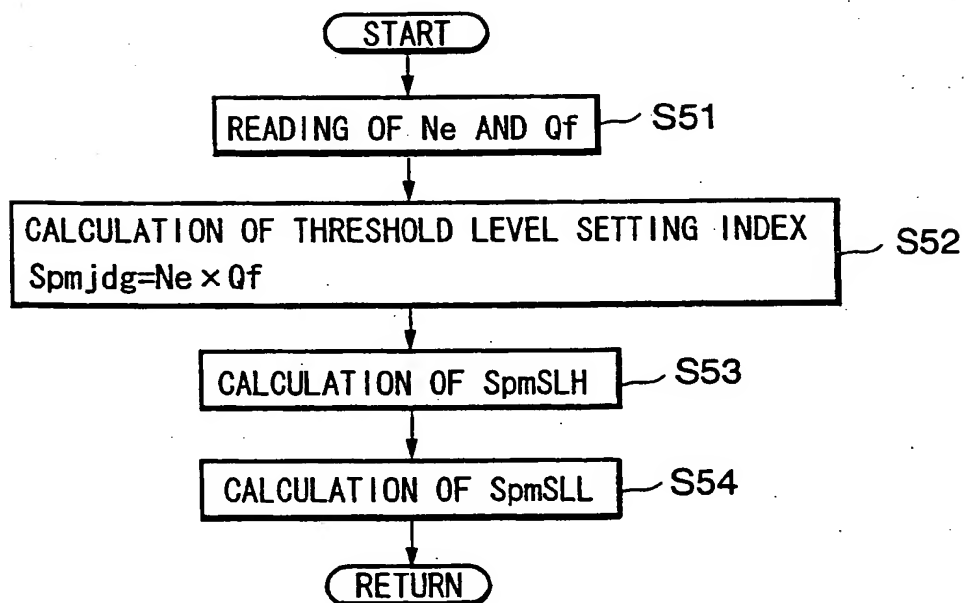 START
READING OF Ne AND Qf
S51
CALCULATION OF THRESHOLD LEVEL SETTING INDEX
Spmjdg=Ne×Qf
S52
CALCULATION OF SpmSLH
S53
CALCULATION OF SpmSLL
S54
RETURN